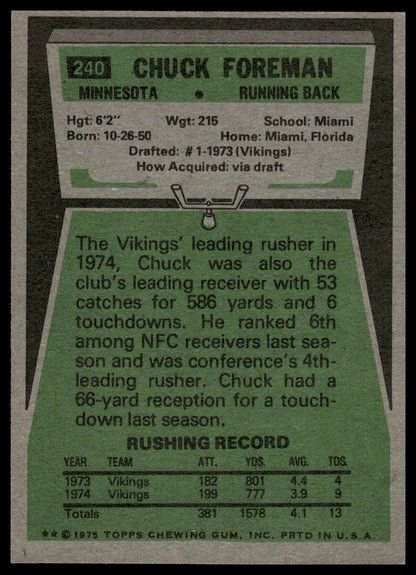 240 CHUCK FOREMAN
MINNESOTA • RUNNING BACK
Hgt: 6'2" Wgt: 215 School: Miami
Born: 10-26-50 Home: Miami, Florida
Drafted: #1-1973 (Vikings)
How Acquired: via draft
The Vikings' leading rusher in
1974, Chuck was also the
club's leading receiver with 53
catches for 586 yards and 6
touchdowns. He ranked 6th
among NFC receivers last sea-
son and was conference's 4th-
leading rusher. Chuck had a
66-yard reception for a touch-
down last season.
RUSHING RECORD
YEAR TEAM ATT. YDS. AVG. TDS.
1973 Vikings 182 801 4.4 4
1974 Vikings 199 777 3.9 9
Totals 381 1578 4.1 13
★★ © 1975 TOPPS CHEWING GUM, INC. PRTD IN U.S.A.